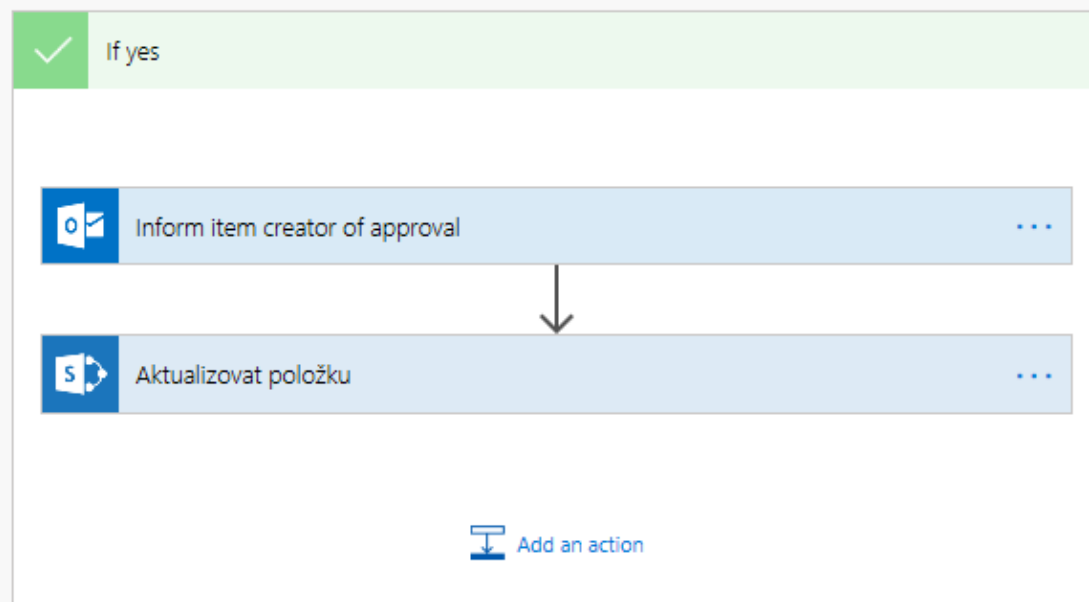 If yes
Inform item creator of approval
Aktualizovat položku
Add an action